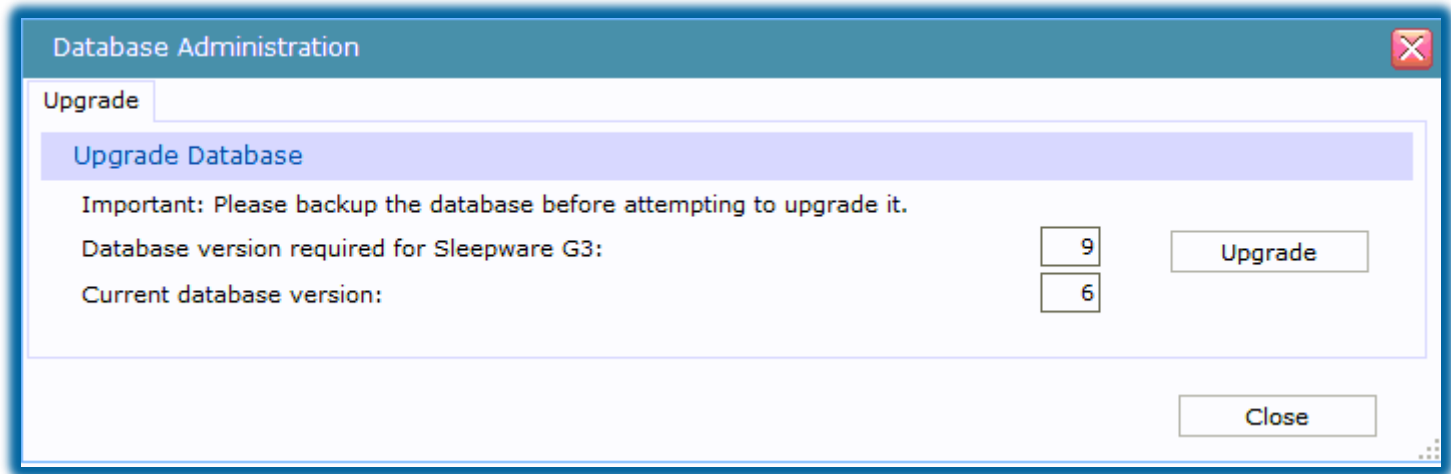 Database Administration
Upgrade
Upgrade Database
Important: Please backup the database before attempting to upgrade it.
Database version required for Sleepware G3: 9 Upgrade
Current database version: 6
Close